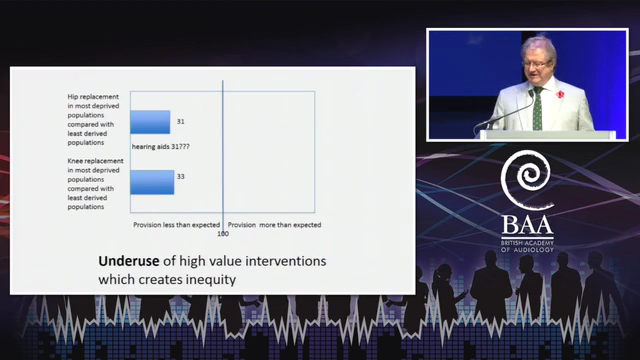 Hip replacement
in most deprived
populations
compared with
least derived
populations
31
hearing aids 31???
Knee replacement
in most deprived
populations
compared with
least derived
populations
33
Provision less than expected
Provision more than expected
100
Underuse of high value interventions
which creates inequity
BAA
BRITISH ACADEMY
OF AUDIOLOGY